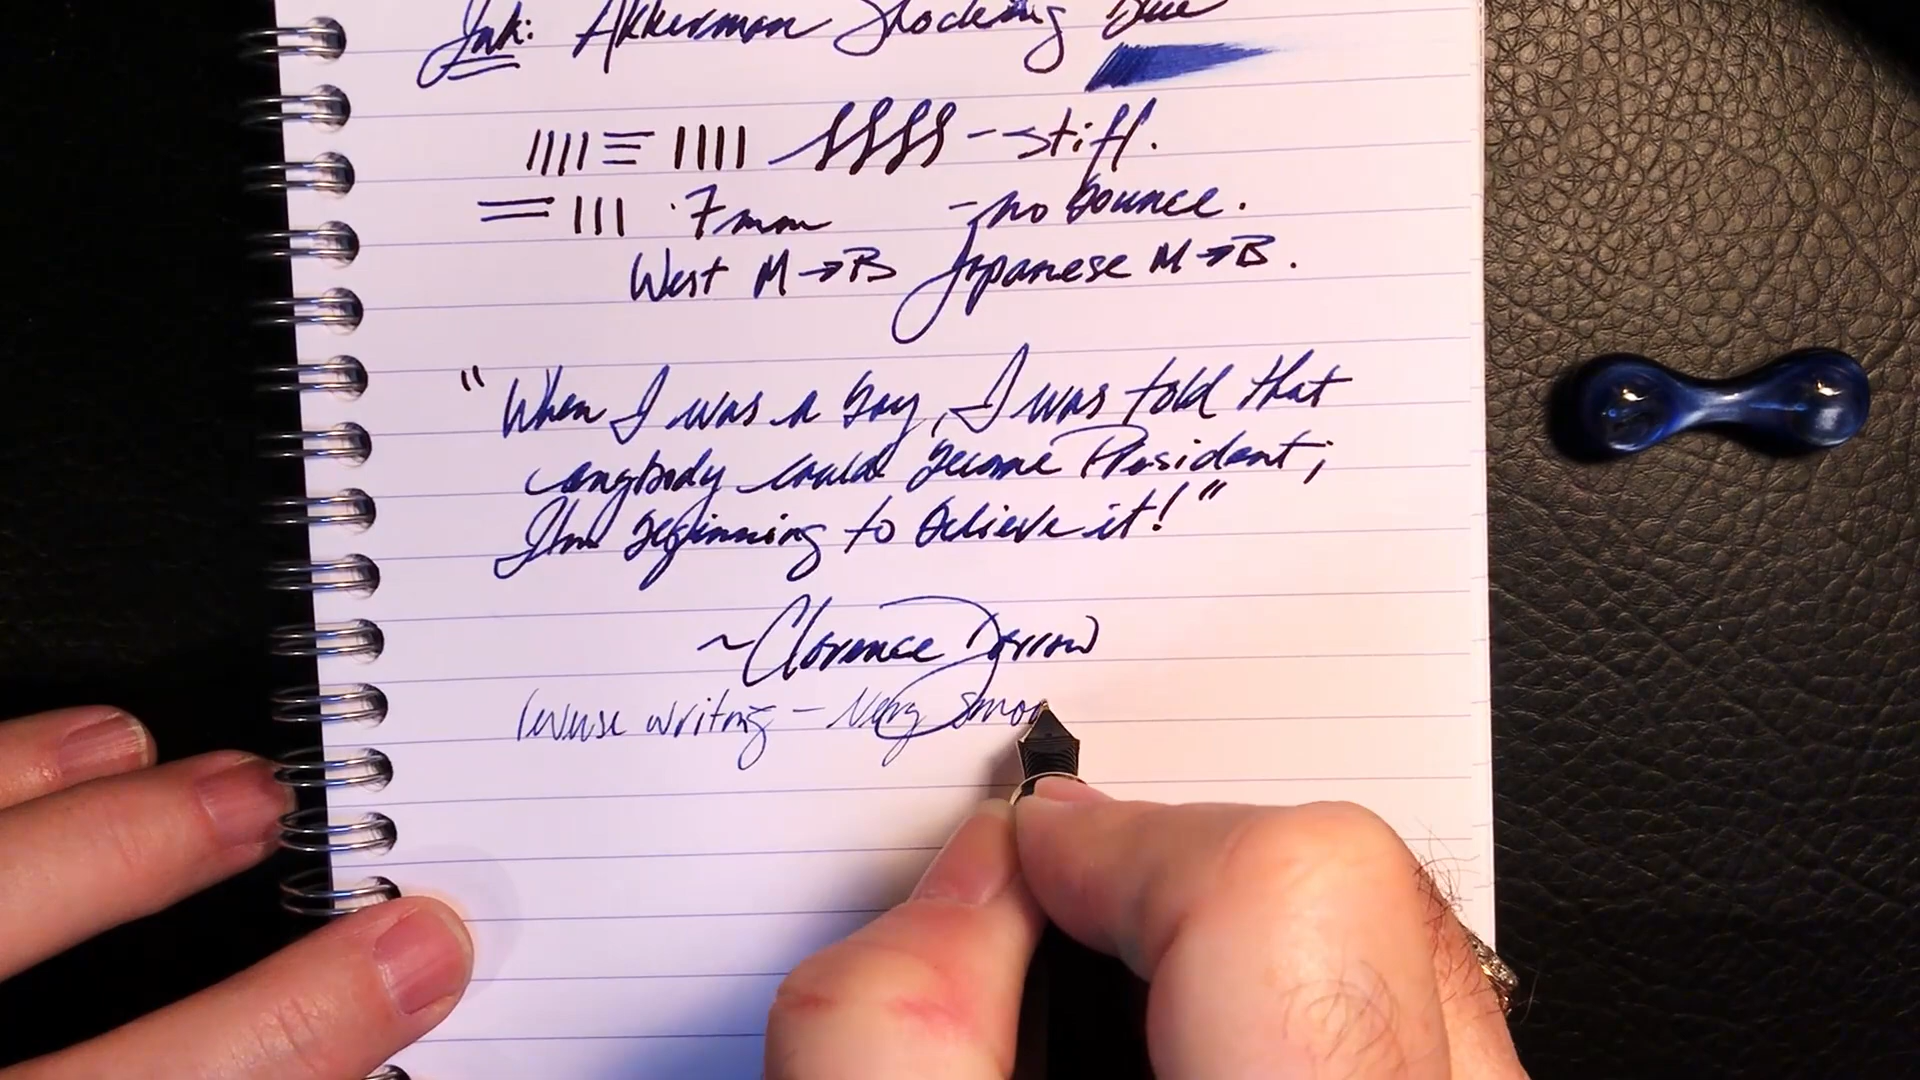 Ink: Akkerman Shocking Blue
- stiff.
.7mm - no bounce.
West M→B Japanese M→B.
"When I was a boy, I was told that
anybody could become President;
I'm beginning to believe it!"
~Clarence Darrow
reverse writing - Very smoo